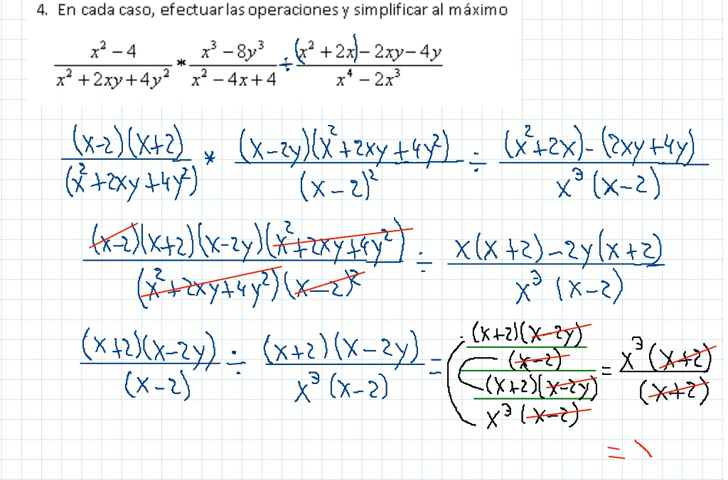 4. En cada caso, efectuar las operaciones y simplificar al máximo
(x² − 4)/(x² + 2xy + 4y²) * (x³ − 8y³)/(x² − 4x + 4) ÷ ((x² + 2x) − 2xy − 4y)/(x⁴ − 2x³)
(x−2)(x+2)/(x²+2xy+4y²) * (x−2y)(x²+2xy+4y²)/(x−2)² ÷ ((x²+2x)−(2xy+4y))/(x³(x−2))
(x−2)(x+2)(x−2y)(x²+2xy+4y²)/((x²+2xy+4y²)(x−2)²) ÷ (x(x+2)−2y(x+2))/(x³(x−2))
(x+2)(x−2y)/(x−2) ÷ (x+2)(x−2y)/(x³(x−2)) = ((x+2)(x−2y)/(x−2))/((x+2)(x−2y)/(x³(x−2))) = x³(x+2)/(x+2)
=